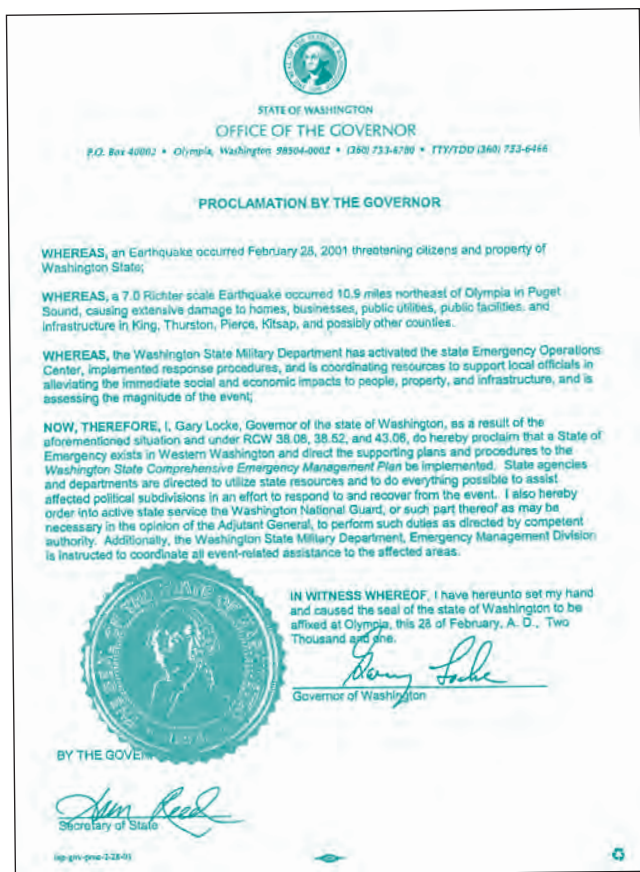 STATE OF WASHINGTON
OFFICE OF THE GOVERNOR
P.O. Box 40002 • Olympia, Washington 98504-0002 • (360) 753-6780 • TTY/TDD (360) 753-6466
PROCLAMATION BY THE GOVERNOR
WHEREAS, an Earthquake occurred February 28, 2001 threatening citizens and property of
Washington State;
WHEREAS, a 7.0 Richter scale Earthquake occurred 10.9 miles northeast of Olympia in Puget
Sound, causing extensive damage to homes, businesses, public utilities, public facilities, and
infrastructure in King, Thurston, Pierce, Kitsap, and possibly other counties.
WHEREAS, the Washington State Military Department has activated the state Emergency Operations
Center, implemented response procedures, and is coordinating resources to support local officials in
alleviating the immediate social and economic impacts to people, property, and infrastructure, and is
assessing the magnitude of the event;
NOW, THEREFORE, I, Gary Locke, Governor of the state of Washington, as a result of the
aforementioned situation and under RCW 38.08, 38.52, and 43.06, do hereby proclaim that a State of
Emergency exists in Western Washington and direct the supporting plans and procedures to the
Washington State Comprehensive Emergency Management Plan be implemented. State agencies
and departments are directed to utilize state resources and to do everything possible to assist
affected political subdivisions in an effort to respond to and recover from the event. I also hereby
order into active state service the Washington National Guard, or such part thereof as may be
necessary in the opinion of the Adjutant General, to perform such duties as directed by competent
authority. Additionally, the Washington State Military Department, Emergency Management Division
is instructed to coordinate all event-related assistance to the affected areas.
IN WITNESS WHEREOF, I have hereunto set my hand
and caused the seal of the state of Washington to be
affixed at Olympia, this 28 of February, A. D., Two
Thousand and one.
Gary Locke
Governor of Washington
BY THE GOVE
Sam Reed
Secretary of State